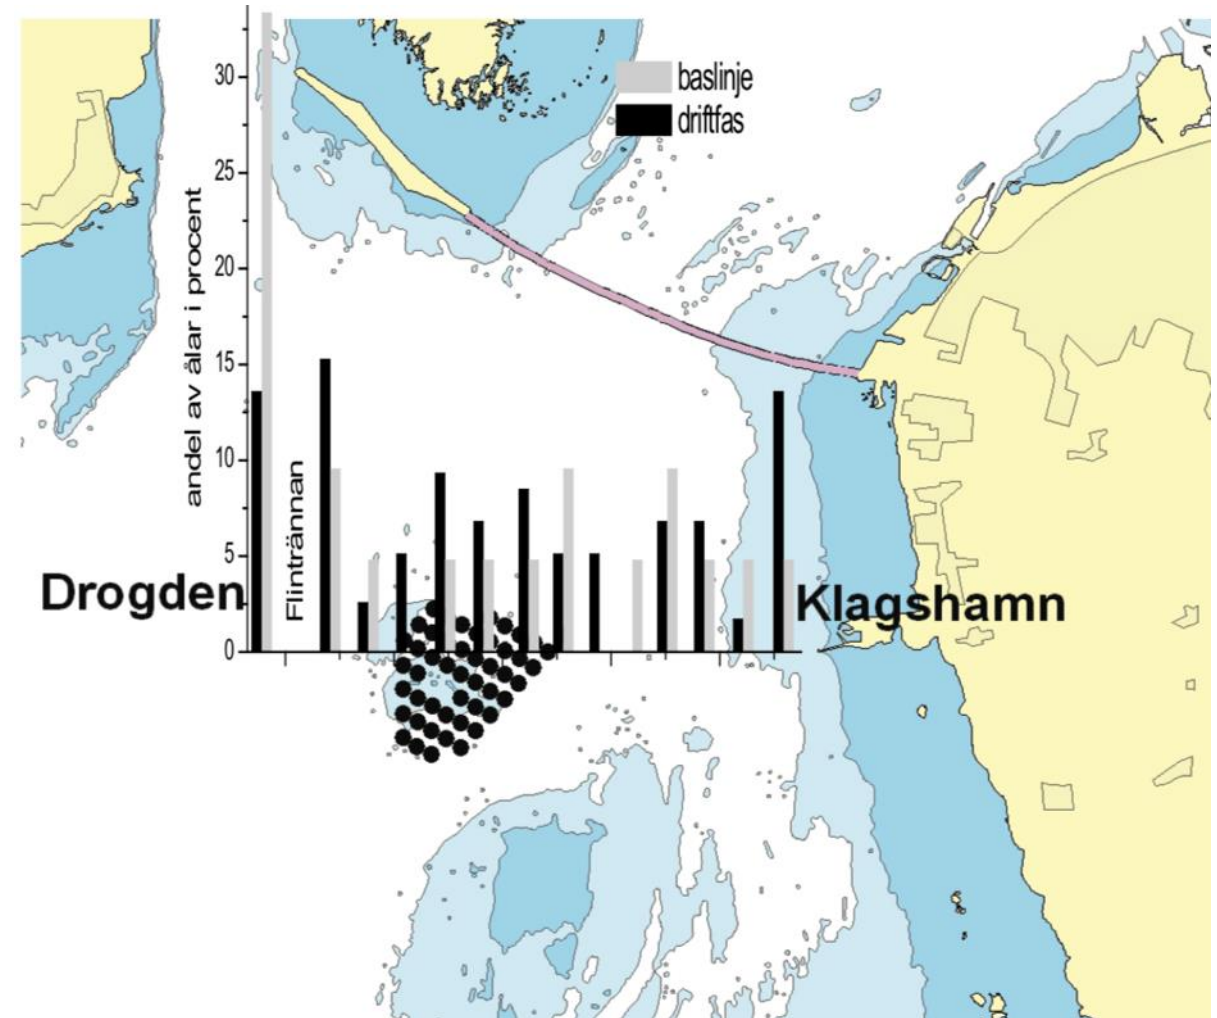 baslinje
driftfas
andel av ålar i procent
30
25
20
15
10
5
0
Flintrännan
Drogden
Klagshamn